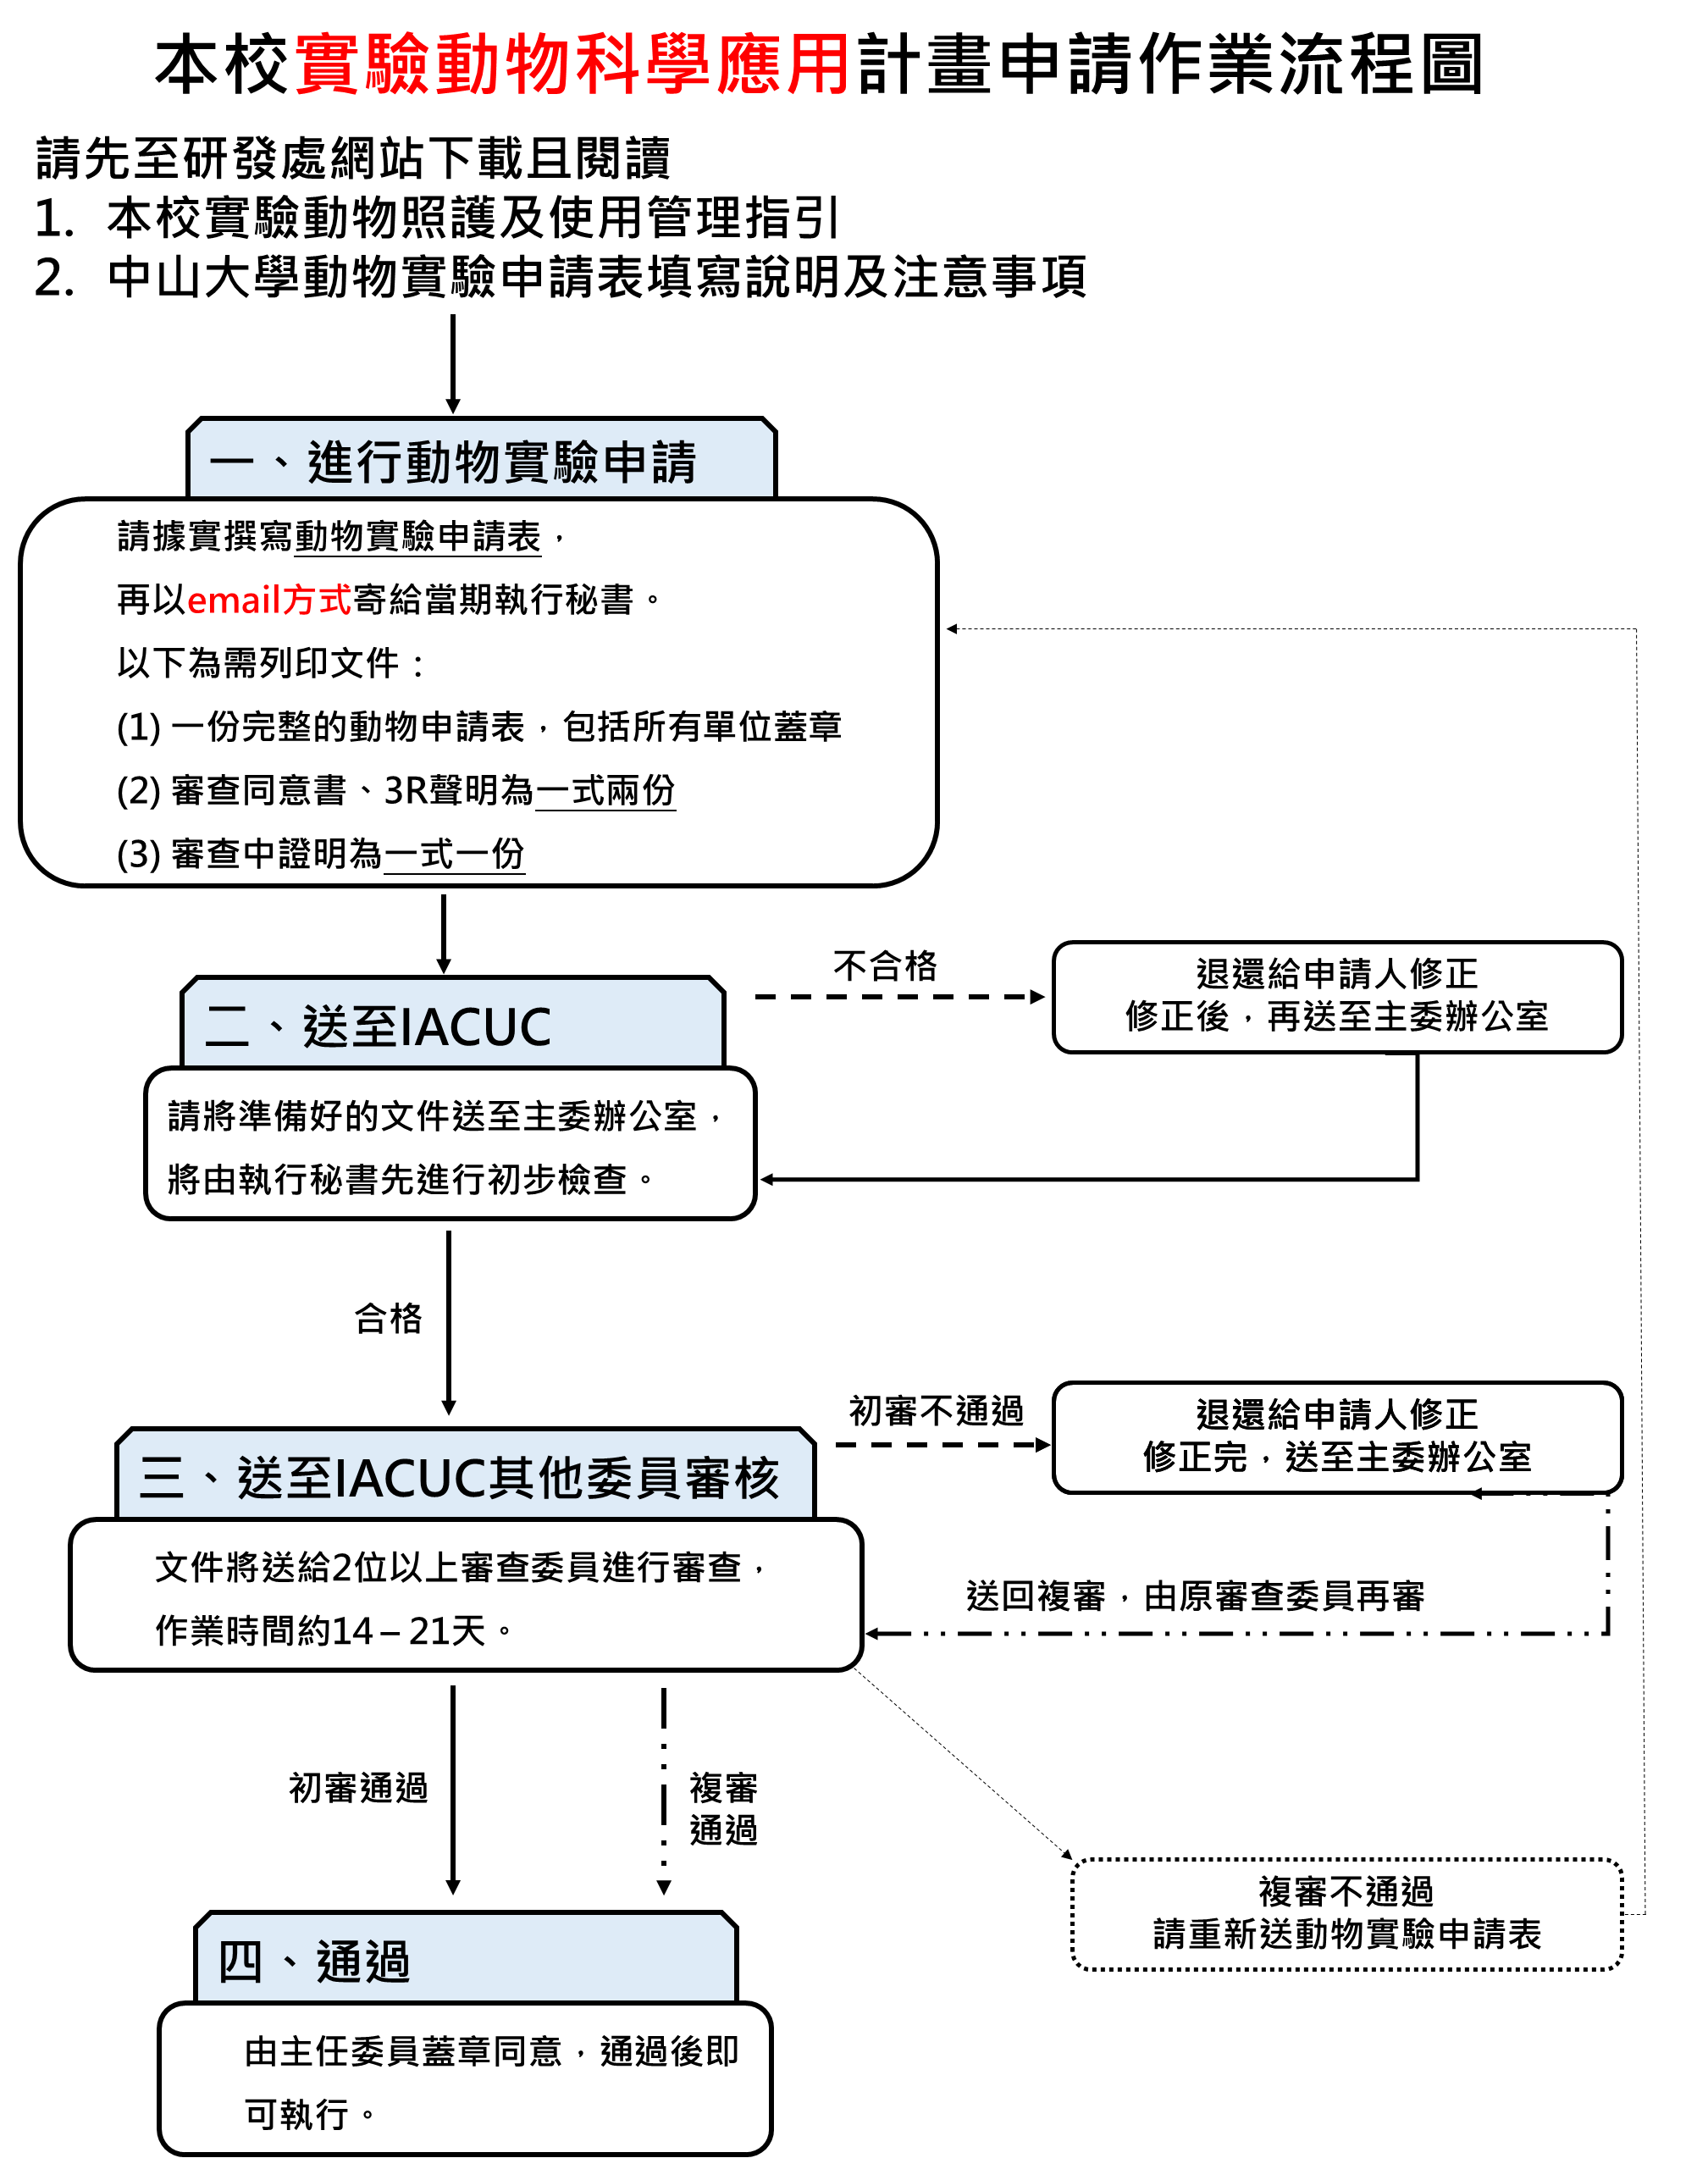 本校實驗動物科學應用計畫申請作業流程圖
請先至研發處網站下載且閱讀
1. 本校實驗動物照護及使用管理指引
2. 中山大學動物實驗申請表填寫說明及注意事項
一、進行動物實驗申請
請據實撰寫動物實驗申請表，
再以email方式寄給當期執行秘書。
以下為需列印文件：
(1) 一份完整的動物申請表，包括所有單位蓋章
(2) 審查同意書、3R聲明為一式兩份
(3) 審查中證明為一式一份
不合格
退還給申請人修正
修正後，再送至主委辦公室
二、送至IACUC
請將準備好的文件送至主委辦公室，
將由執行秘書先進行初步檢查。
合格
初審不通過
退還給申請人修正
修正完，送至主委辦公室
三、送至IACUC其他委員審核
文件將送給2位以上審查委員進行審查，
作業時間約14－21天。
送回複審，由原審查委員再審
初審通過
複審
通過
複審不通過
請重新送動物實驗申請表
四、通過
由主任委員蓋章同意，通過後即
可執行。